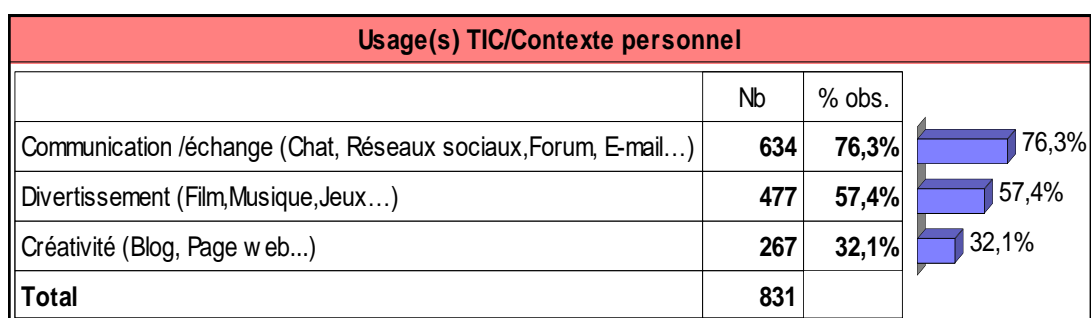 Usage(s) TIC/Contexte personnel
Nb % obs.
Communication /échange (Chat, Réseaux sociaux,Forum, E-mail…) 634 76,3% 76,3%
Divertissement (Film,Musique,Jeux…) 477 57,4% 57,4%
Créativité (Blog, Page web...) 267 32,1% 32,1%
Total 831